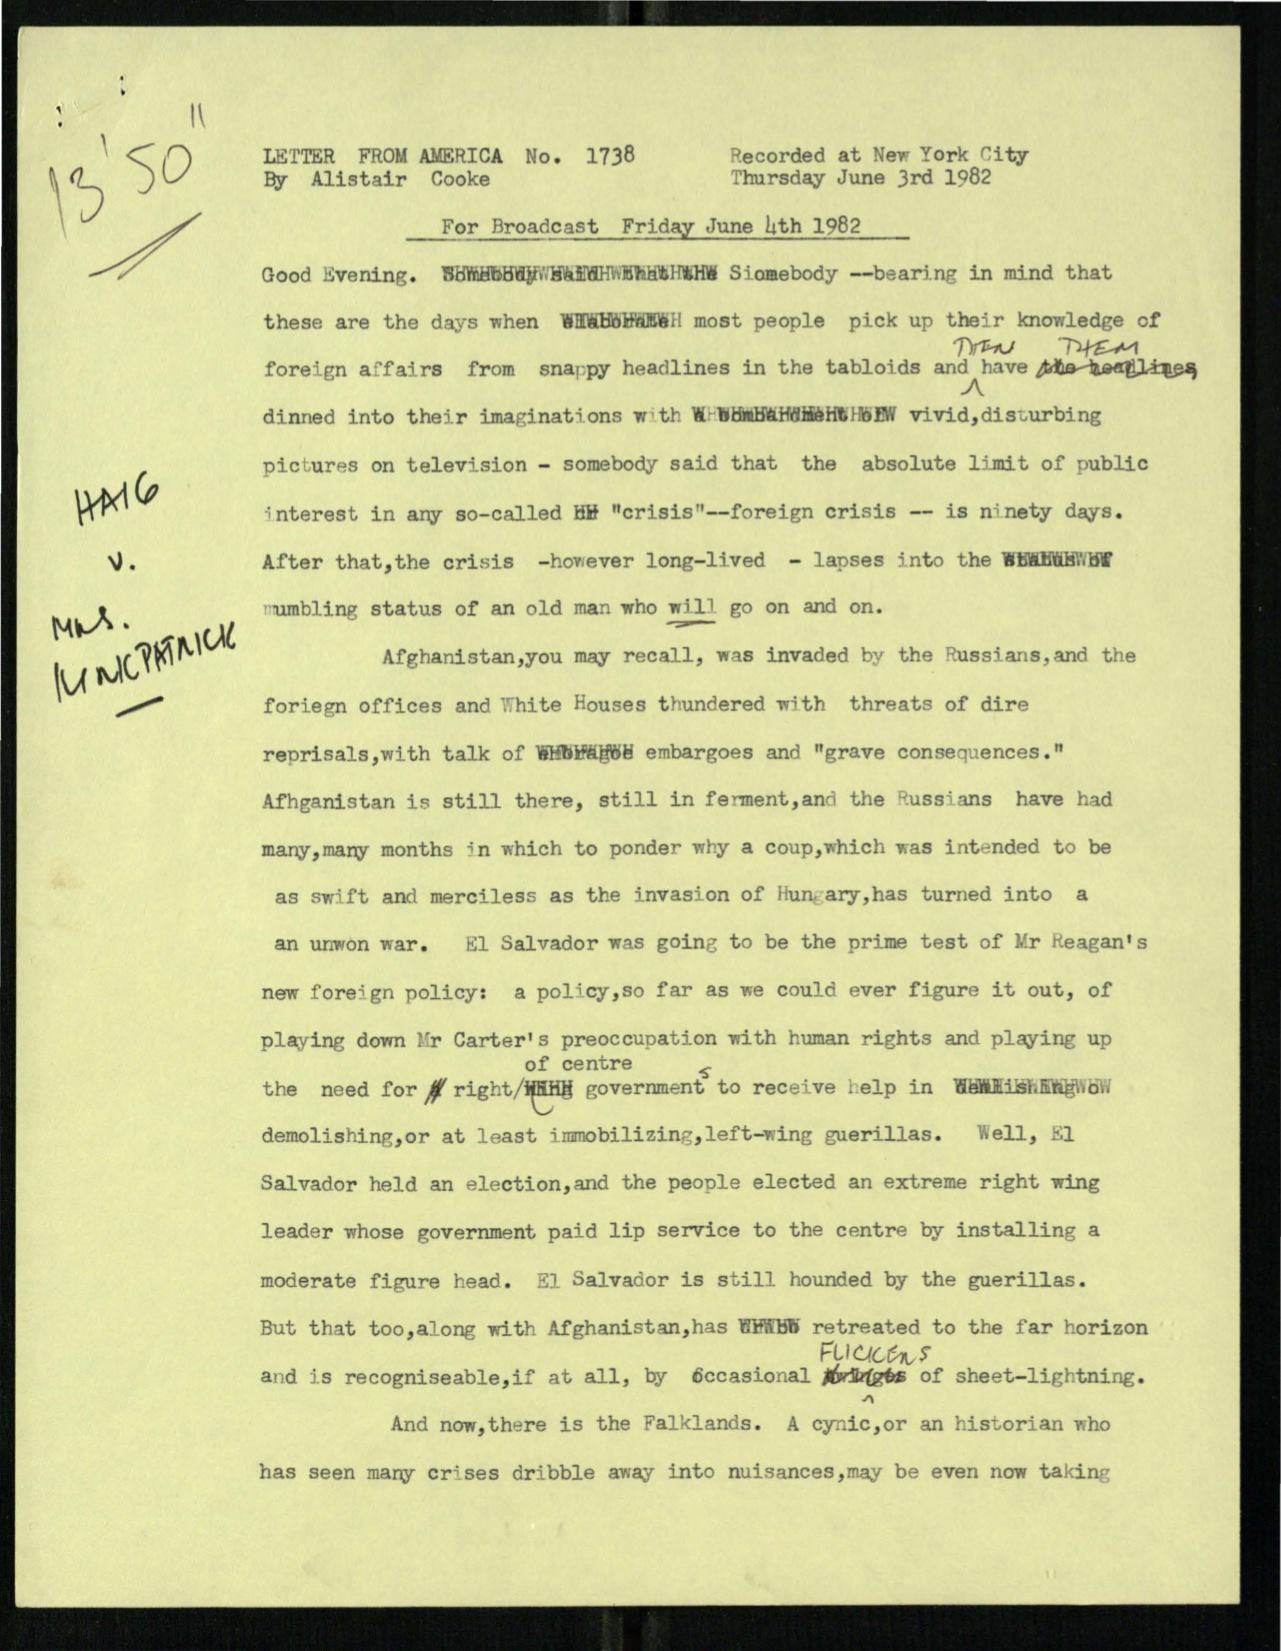 13' 50"
LETTER FROM AMERICA No. 1738 Recorded at New York City
By Alistair Cooke Thursday June 3rd 1982
For Broadcast Friday June 4th 1982
Good Evening. Somebody said that the Siomebody --bearing in mind that
these are the days when elaborate most people pick up their knowledge of
THEN THEM
foreign affairs from snappy headlines in the tabloids and have the headlines
dinned into their imaginations with a bombardment of vivid,disturbing
pictures on television - somebody said that the absolute limit of public
interest in any so-called "crisis"--foreign crisis -- is ninety days.
After that,the crisis -however long-lived - lapses into the status of
mumbling status of an old man who will go on and on.
HAIG
v.
MRS.
KIRKPATRICK
Afghanistan,you may recall, was invaded by the Russians,and the
foriegn offices and White Houses thundered with threats of dire
reprisals,with talk of embargoes and "grave consequences."
Afhganistan is still there, still in ferment,and the Russians have had
many,many months in which to ponder why a coup,which was intended to be
as swift and merciless as the invasion of Hungary,has turned into a
an unwon war. El Salvador was going to be the prime test of Mr Reagan's
new foreign policy: a policy,so far as we could ever figure it out, of
playing down Mr Carter's preoccupation with human rights and playing up
of centre s
the need for right/ government to receive help in demolishing
demolishing,or at least immobilizing,left-wing guerillas. Well, El
Salvador held an election,and the people elected an extreme right wing
leader whose government paid lip service to the centre by installing a
moderate figure head. El Salvador is still hounded by the guerillas.
But that too,along with Afghanistan,has retreated to the far horizon
FLICKERS
and is recogniseable,if at all, by occasional of sheet-lightning.
And now,there is the Falklands. A cynic,or an historian who
has seen many crises dribble away into nuisances,may be even now taking